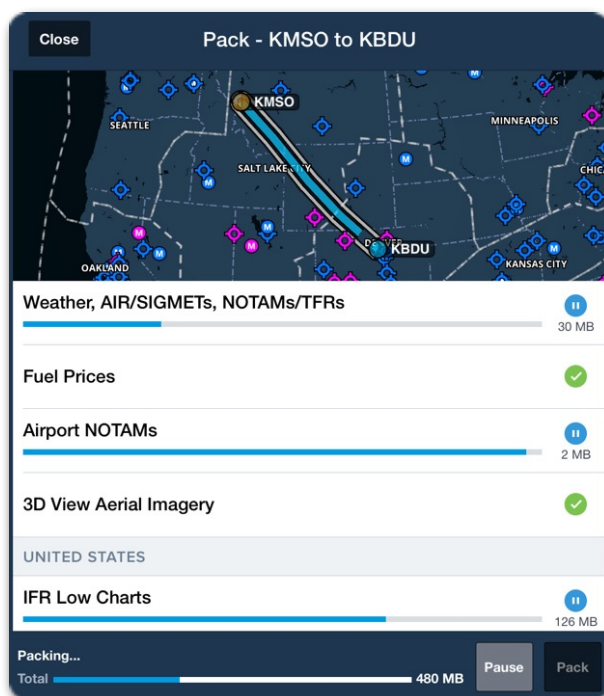 Close
Pack - KMSO to KBDU
M
M
KMSO
SEATTLE
MINNEAPOLIS
M
SALT LAKE CITY
M
M
M
M
M
M
KBDU
OAKLAND
KANSAS CITY
Weather, AIR/SIGMETs, NOTAMs/TFRs
30 MB
Fuel Prices
Airport NOTAMs
2 MB
3D View Aerial Imagery
UNITED STATES
IFR Low Charts
126 MB
Packing...
Total
480 MB
Pause
Pack